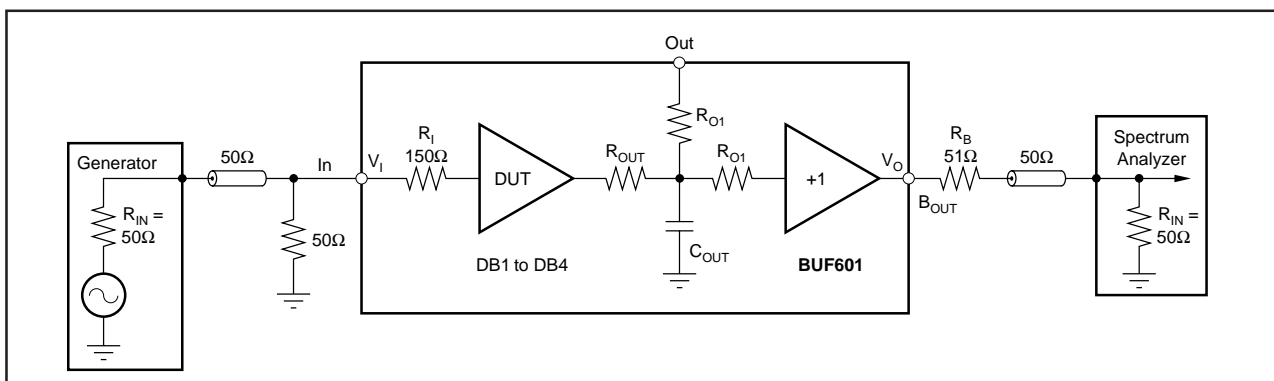 Out
Generator
R_IN =
50Ω
50Ω
In
50Ω
V_I
R_I
150Ω
DUT
DB1 to DB4
R_OUT
R_O1
R_O1
C_OUT
+1
BUF601
V_O
B_OUT
R_B
51Ω
50Ω
Spectrum
Analyzer
R_IN =
50Ω